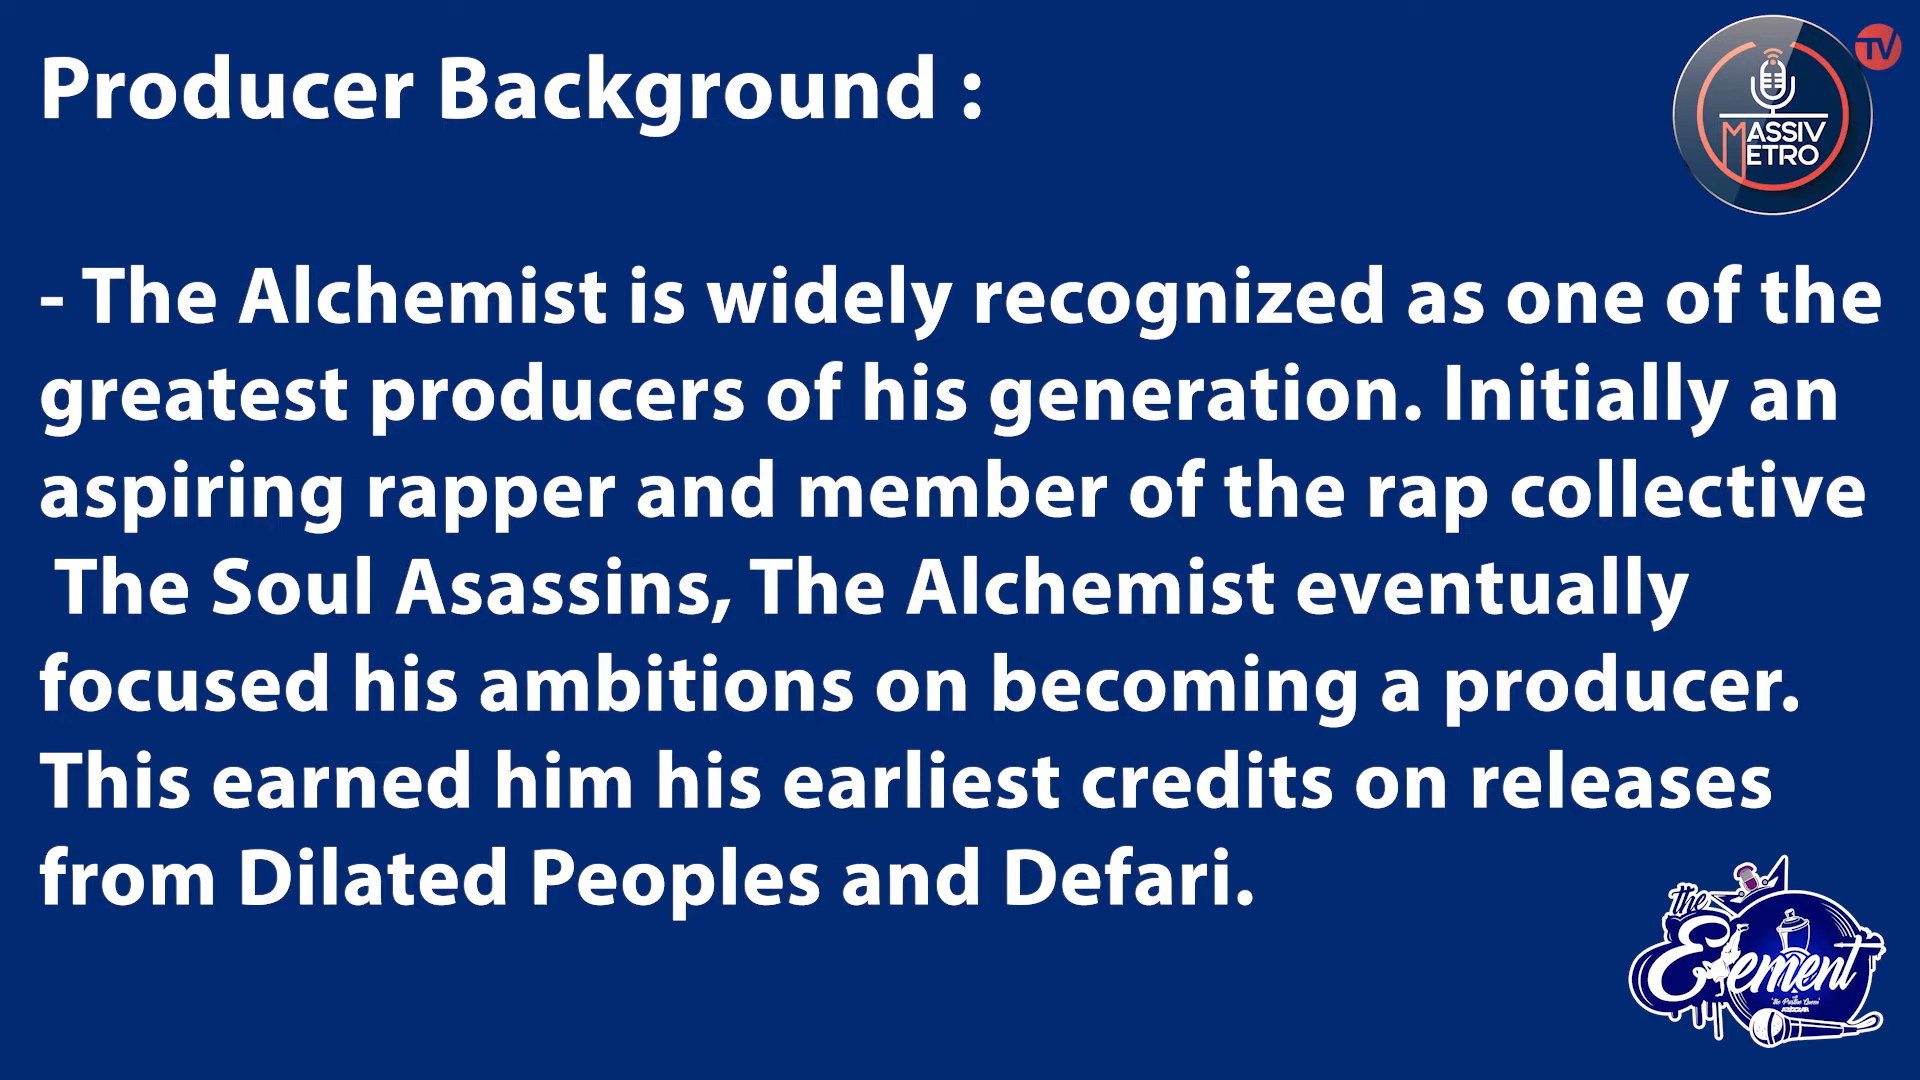 Producer Background :
TV
MASSIV
METRO
- The Alchemist is widely recognized as one of the
greatest producers of his generation. Initially an
aspiring rapper and member of the rap collective
The Soul Asassins, The Alchemist eventually
focused his ambitions on becoming a producer.
This earned him his earliest credits on releases
from Dilated Peoples and Defari.
the
Element